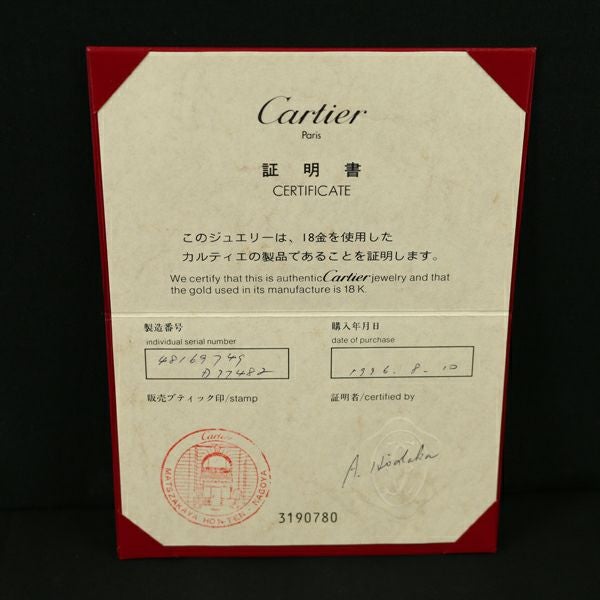 Cartier
Paris
証明書
CERTIFICATE
このジュエリーは、18金を使用した
カルティエの製品であることを証明します。
We certify that this is authentic Cartier jewelry and that
the gold used in its manufacture is 18 K.
製造番号
individual serial number
48169749
D77482
購入年月日
date of purchase
1996.8.10
販売ブティック印/stamp
証明者/certified by
Cartier
MATSUZAKAYA HONTEN NAGOYA
A. Hodaka
3190780